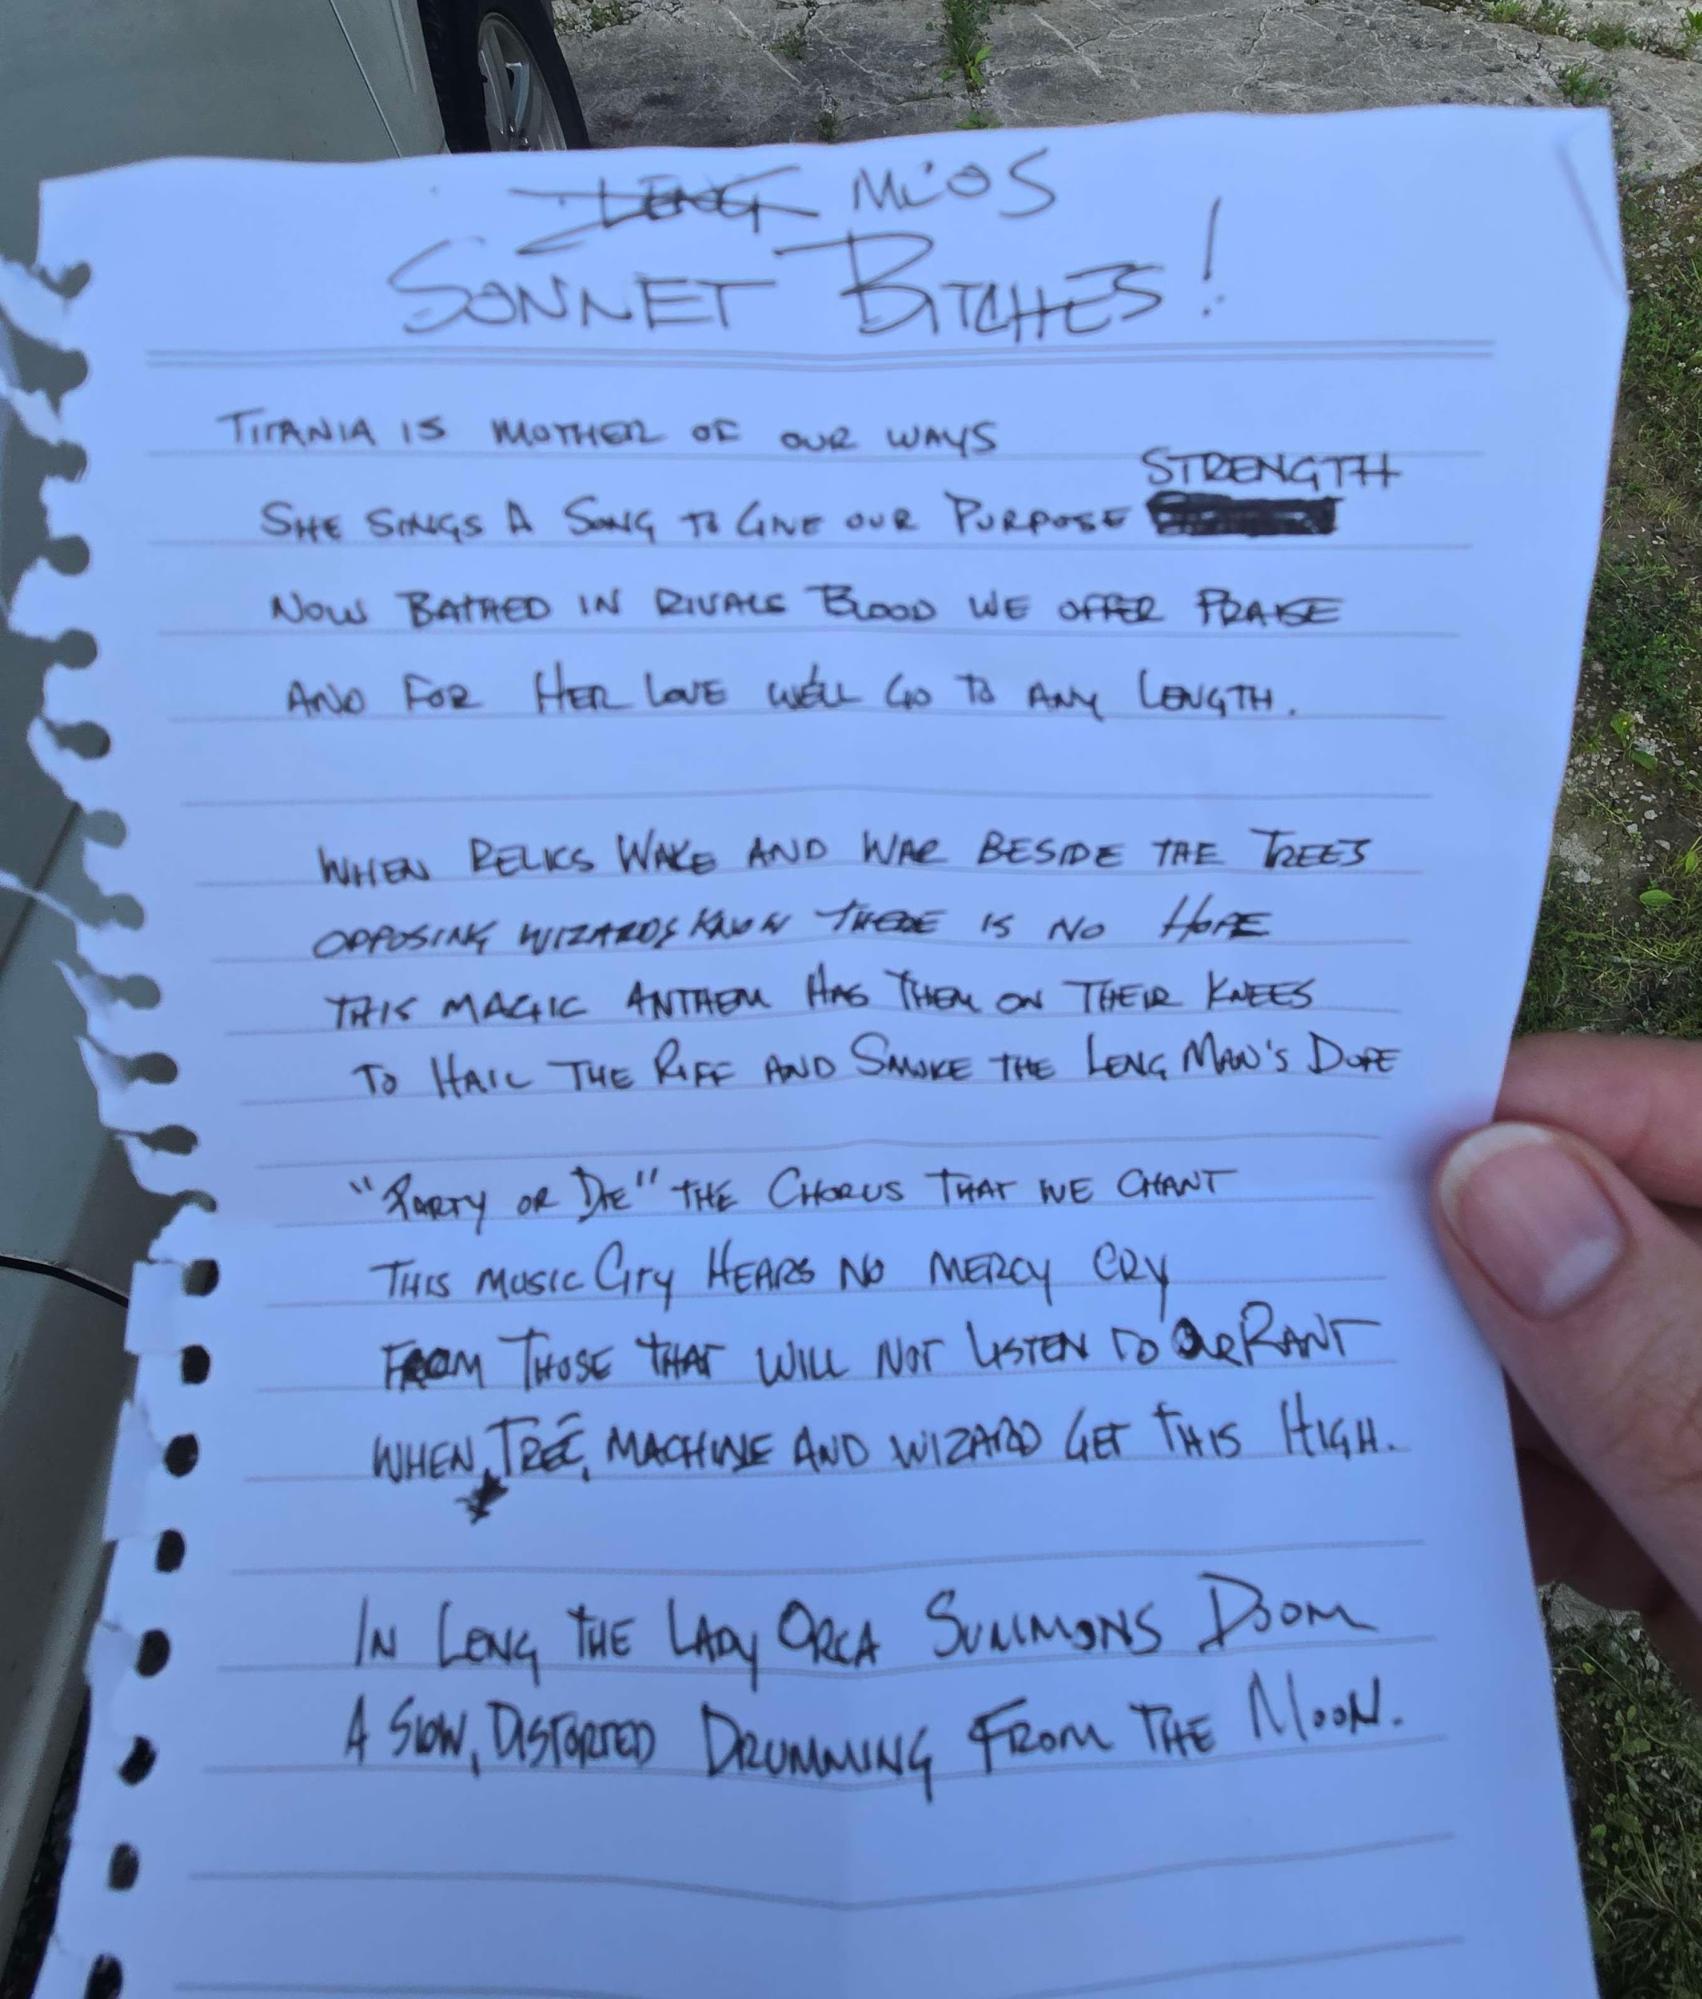 MCOS
SONNET BITCHES!
TITANIA IS MOTHER OF OUR WAYS
STRENGTH
SHE SINGS A SONG TO GIVE OUR PURPOSE
NOW BATHED IN RIVALS BLOOD WE OFFER PRAISE
AND FOR HER LOVE WE'LL GO TO ANY LENGTH.
WHEN RELICS WAKE AND WAR BESIDE THE TREES
OPPOSING WIZARDS KNOW THERE IS NO HOPE
THIS MAGIC ANTHEM HAS THEM ON THEIR KNEES
TO HAIL THE RIFF AND SMOKE THE LENG MAN'S DOPE
"PARTY OR DIE" THE CHORUS THAT WE CHANT
THIS MUSIC CITY HEARS NO MERCY CRY
FROM THOSE THAT WILL NOT LISTEN TO OUR RANT
WHEN, TREE, MACHINE AND WIZARD GET THIS HIGH.
IN LENG THE LADY ORCA SUMMONS DOOM
A SLOW, DISTORTED DRUMMING FROM THE MOON.